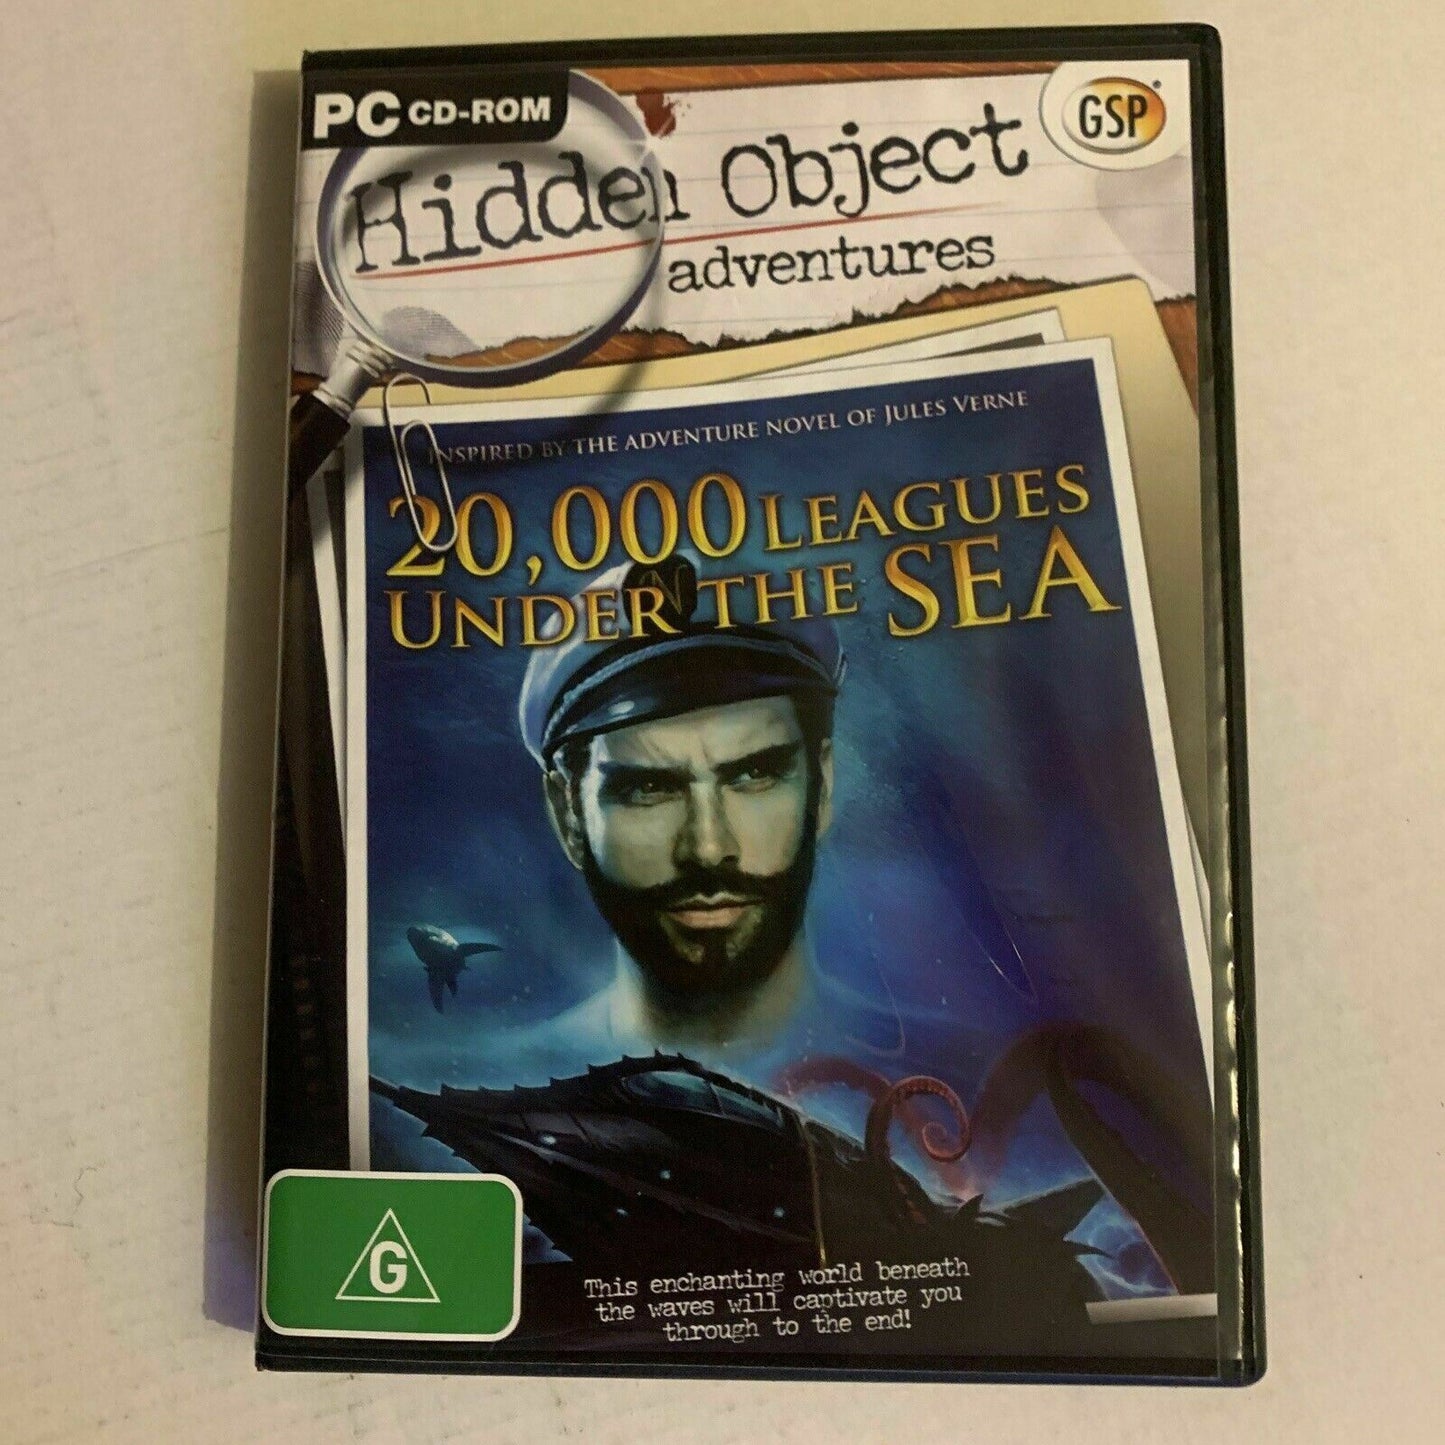 PC CD-ROM
GSP
Hidden Object
adventures
INSPIRED BY THE ADVENTURE NOVEL OF JULES VERNE
20,000 LEAGUES
UNDER THE SEA
N
G
This enchanting world beneath
the waves will captivate you
through to the end!